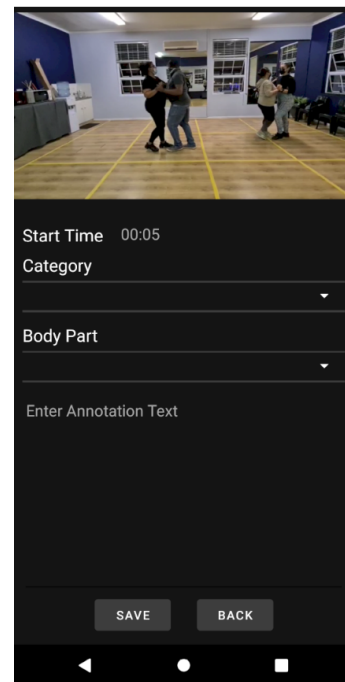 Start Time 00:05
Category
Body Part
Enter Annotation Text
SAVE BACK